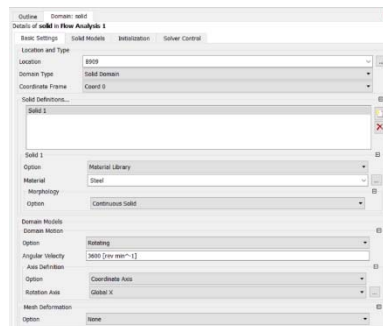 Outline Domain: solid
Details of solid in Flow Analysis 1
Basic Settings Solid Models Initialization Solver Control
Location and Type
Location B909
Domain Type Solid Domain
Coordinate Frame Coord 0
Solid Definitions...
Solid 1
Solid 1
Option Material Library
Material Steel
Morphology
Option Continuous Solid
Domain Models
Domain Motion
Option Rotating
Angular Velocity 3600 [rev min^-1]
Axis Definition
Option Coordinate Axis
Rotation Axis Global X
Mesh Deformation
Option None